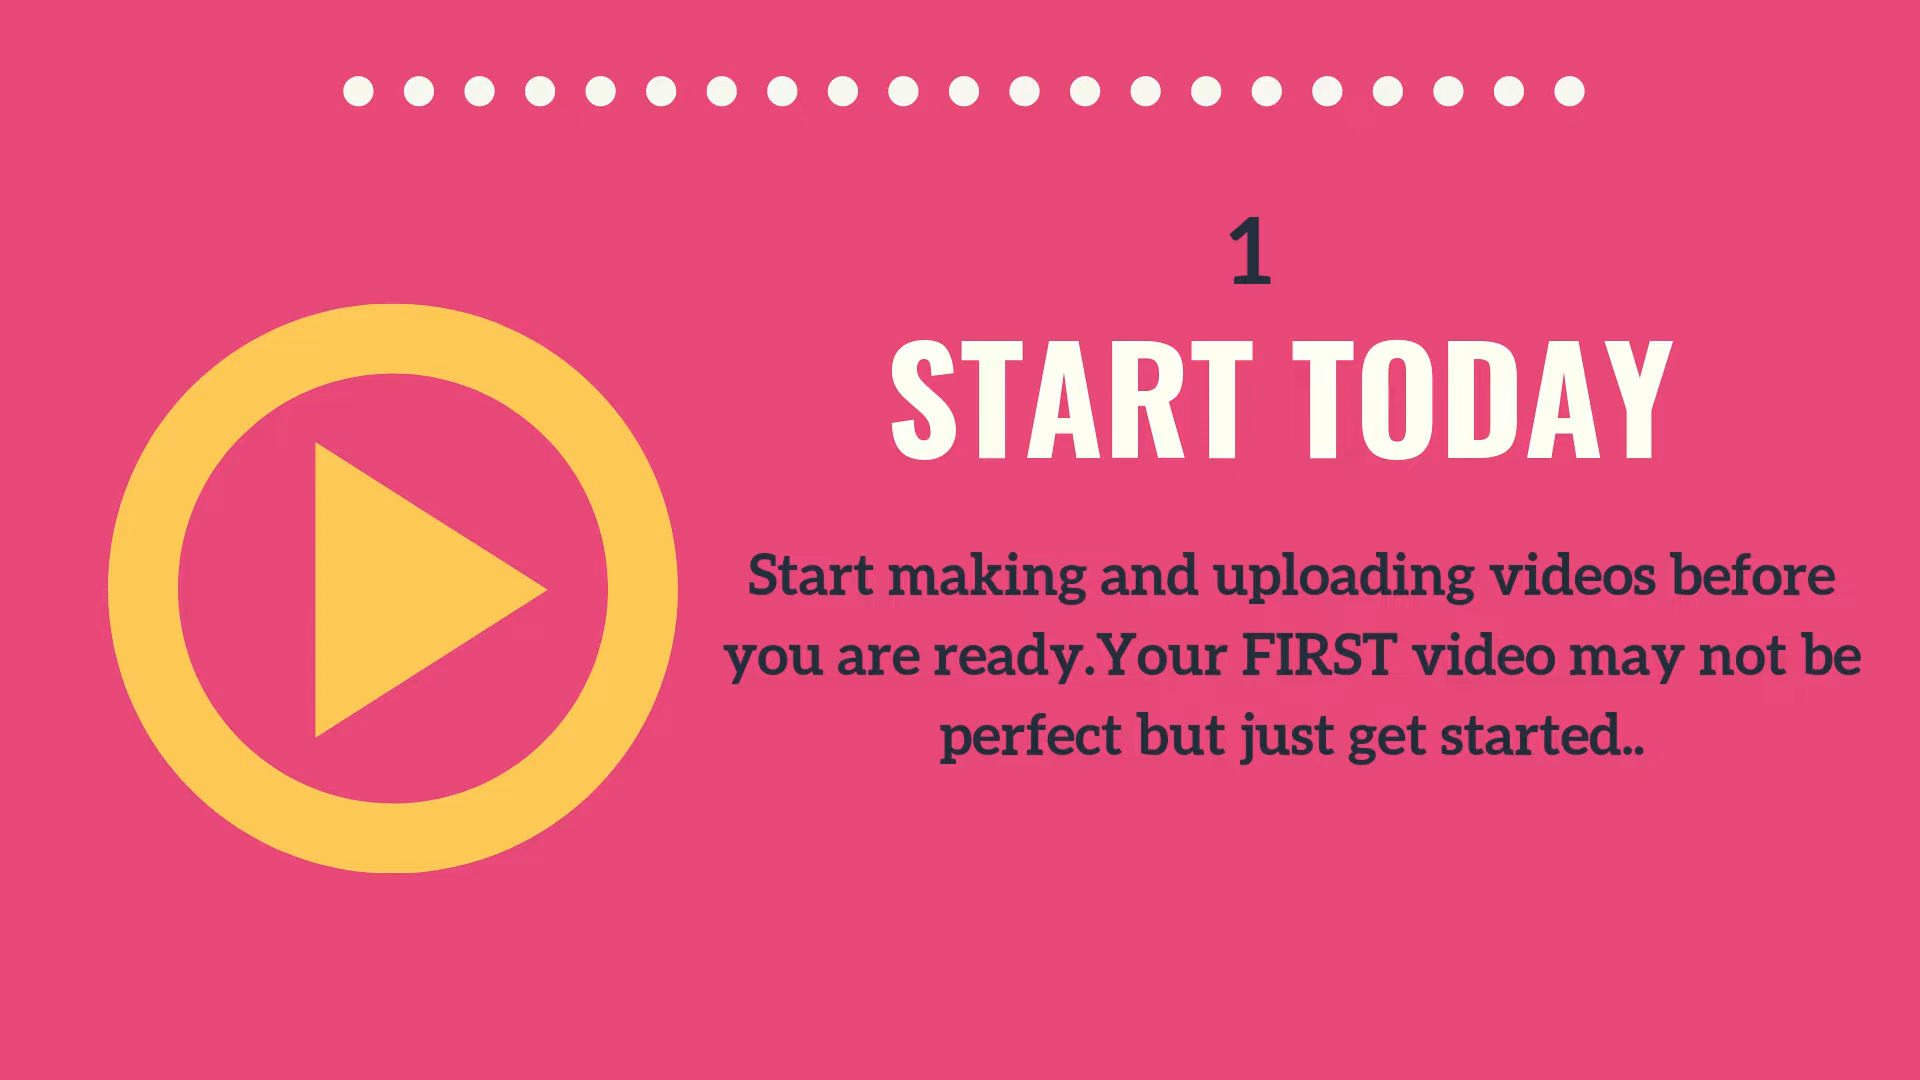 1
START TODAY
Start making and uploading videos before
you are ready.Your FIRST video may not be
perfect but just get started..